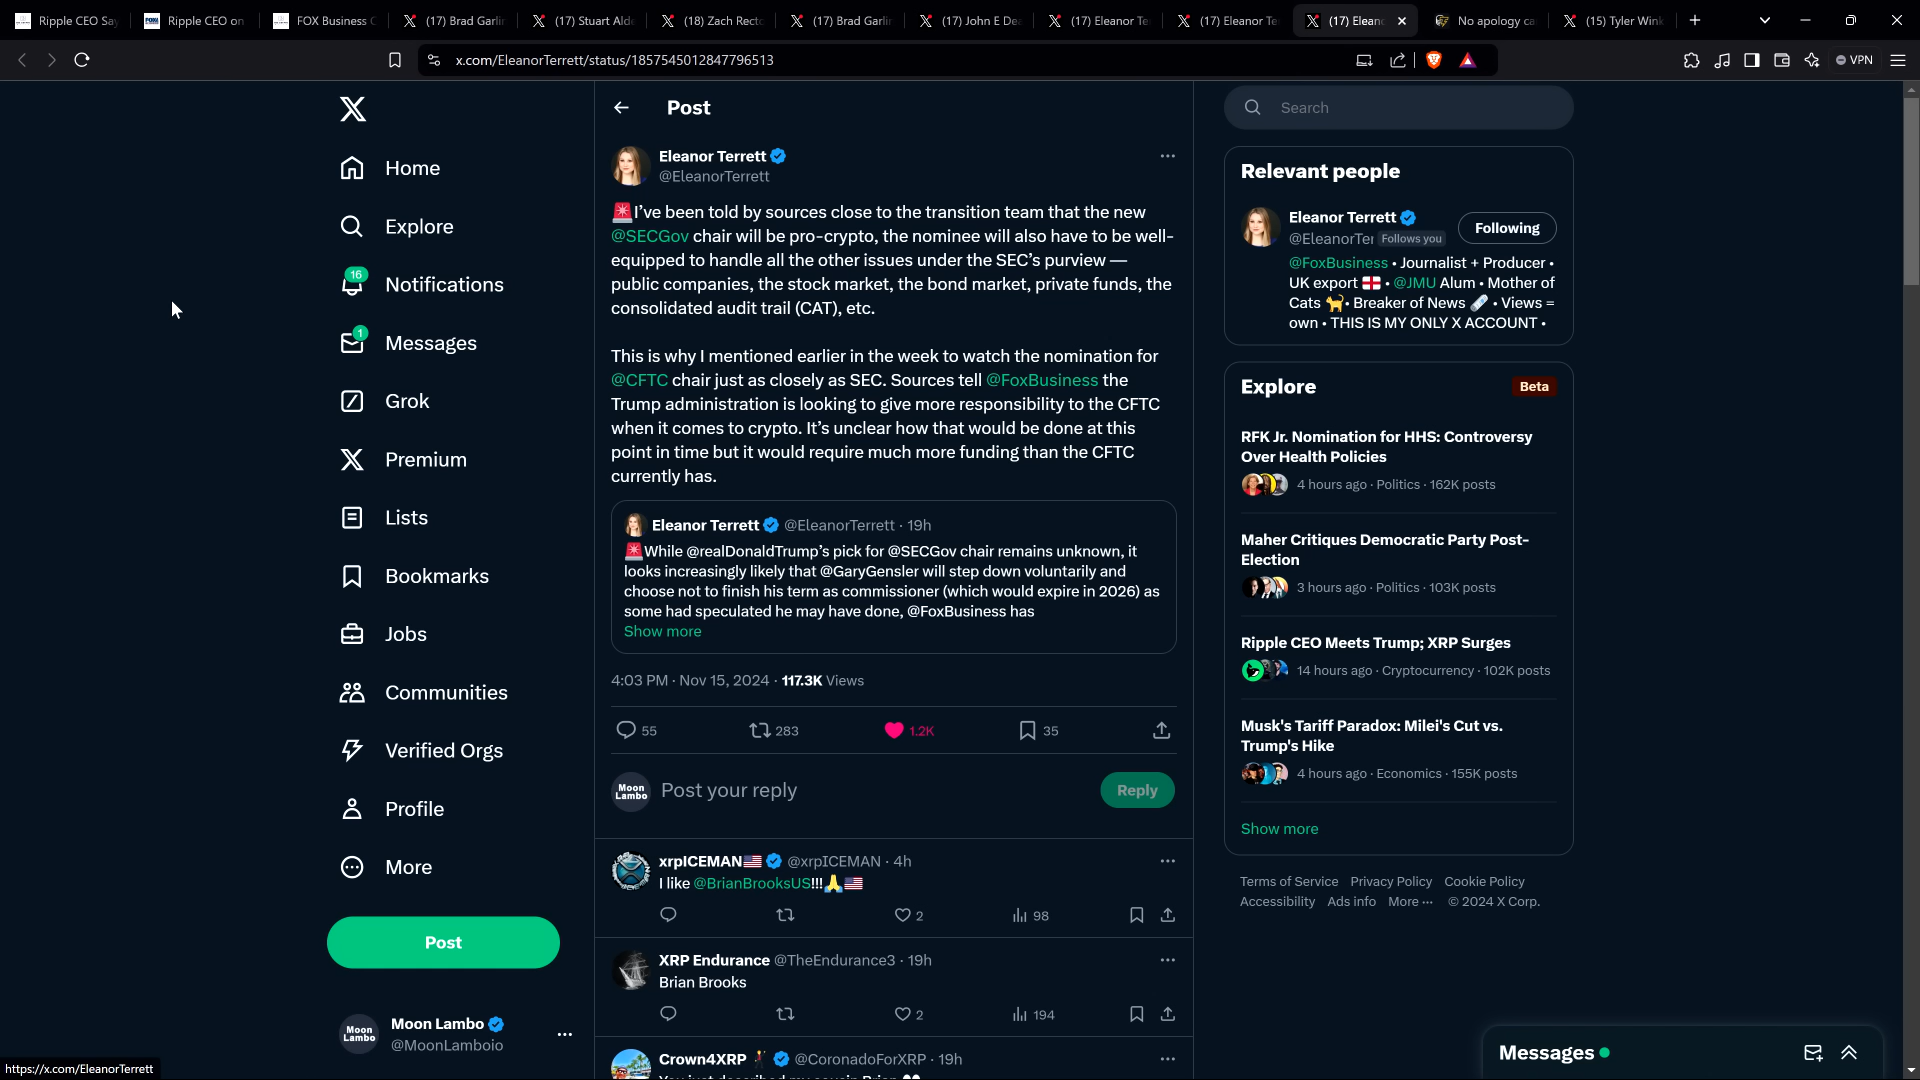 Ripple CEO Say
Ripple CEO on
FOX Business C
(17) Brad Garlin
(17) Stuart Alde
(18) Zach Recto
(17) Brad Garlin
(17) John E Dea
(17) Eleanor Te
(17) Eleanor Te
(17) Elean
No apology ca
(15) Tyler Wink
x.com/EleanorTerrett/status/1857545012847796513
VPN
Home
Explore
16
Notifications
1
Messages
Grok
Premium
Lists
Bookmarks
Jobs
Communities
Verified Orgs
Profile
More
Post
Moon Lambo
Moon Lambo
@MoonLamboio
https://x.com/EleanorTerrett
Post
Eleanor Terrett
@EleanorTerrett
🚨I’ve been told by sources close to the transition team that the new
@SECGov chair will be pro-crypto, the nominee will also have to be well-
equipped to handle all the other issues under the SEC’s purview —
public companies, the stock market, the bond market, private funds, the
consolidated audit trail (CAT), etc.
This is why I mentioned earlier in the week to watch the nomination for
@CFTC chair just as closely as SEC. Sources tell @FoxBusiness the
Trump administration is looking to give more responsibility to the CFTC
when it comes to crypto. It’s unclear how that would be done at this
point in time but it would require much more funding than the CFTC
currently has.
Eleanor Terrett @EleanorTerrett · 19h
🚨While @realDonaldTrump’s pick for @SECGov chair remains unknown, it
looks increasingly likely that @GaryGensler will step down voluntarily and
choose not to finish his term as commissioner (which would expire in 2026) as
some had speculated he may have done, @FoxBusiness has
Show more
4:03 PM · Nov 15, 2024 · 117.3K Views
55 283 1.2K 35
Moon Lambo
Post your reply
Reply
xrpICEMAN🇺🇸 @xrpICEMAN · 4h
I like @BrianBrooksUS!!!🙏🇺🇸
2 98
XRP Endurance @TheEndurance3 · 19h
Brian Brooks
2 194
Crown4XRP @CoronadoForXRP · 19h
Search
Relevant people
Eleanor Terrett
@EleanorTer Follows you
Following
@FoxBusiness • Journalist + Producer •
UK export 🏴󠁧󠁢󠁥󠁮󠁧󠁿 • @JMU Alum • Mother of
Cats 🐈 • Breaker of News 🗞️ • Views =
own • THIS IS MY ONLY X ACCOUNT •
Explore
Beta
RFK Jr. Nomination for HHS: Controversy
Over Health Policies
4 hours ago · Politics · 162K posts
Maher Critiques Democratic Party Post-
Election
3 hours ago · Politics · 103K posts
Ripple CEO Meets Trump; XRP Surges
14 hours ago · Cryptocurrency · 102K posts
Musk's Tariff Paradox: Milei's Cut vs.
Trump's Hike
4 hours ago · Economics · 155K posts
Show more
Terms of Service Privacy Policy Cookie Policy
Accessibility Ads info More ··· © 2024 X Corp.
Messages